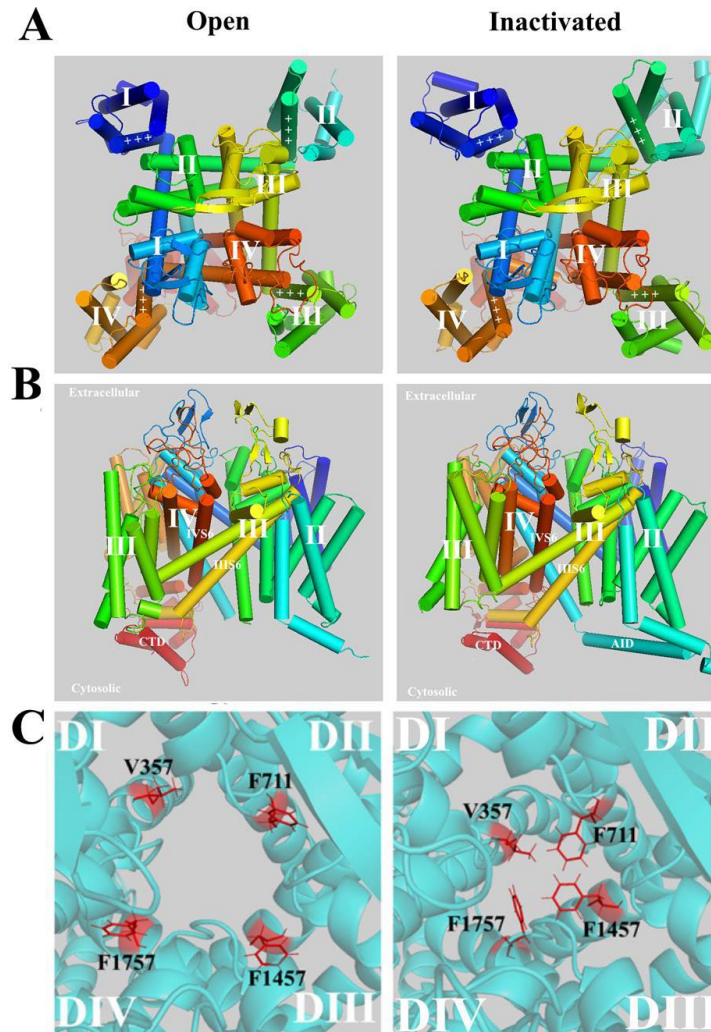 A
Open
Inactivated
I
+++
+++
II
II
III
I
IV
+++
IV
+++
III
I
+++
+++
II
II
III
I
IV
+++
IV
+++
III
B
Extracellular
III
IV
IVS6
III
IIIS6
II
CTD
Cytosolic
Extracellular
III
IV
IVS6
III
IIIS6
II
CTD
AID
Cytosolic
C
DI
DII
V357
F711
F1757
F1457
DIV
DIII
DI
DII
V357
F711
F1757
F1457
DIV
DIII